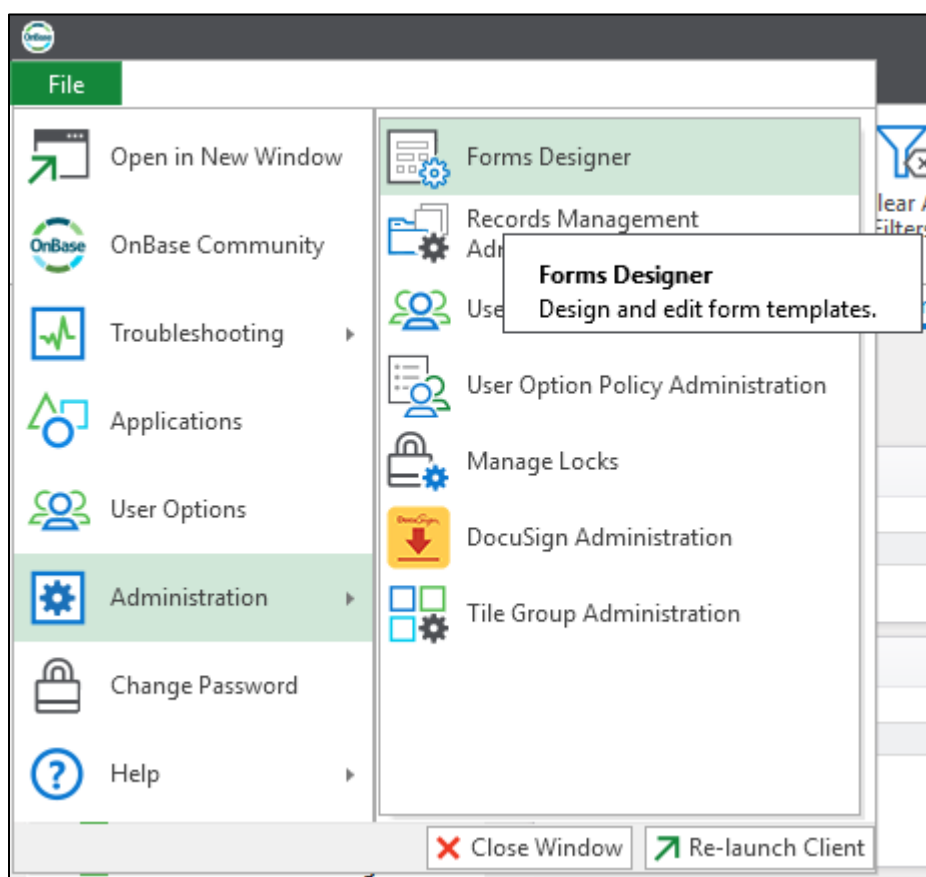 OnBase
File
Open in New Window
OnBase
OnBase Community
Troubleshooting
Applications
User Options
Administration
Change Password
Help
Forms Designer
Records Management
Forms Designer
Design and edit form templates.
User Option Policy Administration
Manage Locks
DocuSign
DocuSign Administration
Tile Group Administration
Close Window
Re-launch Client